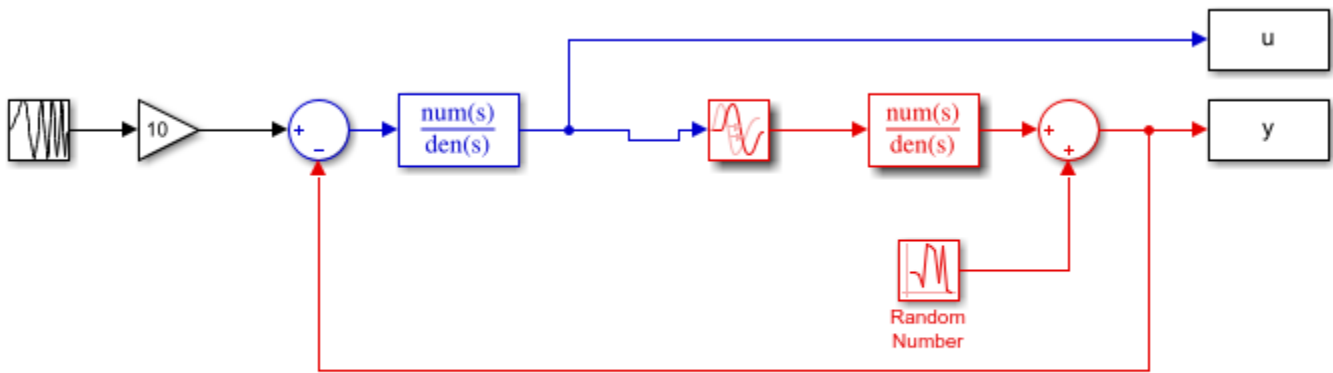 u
10
+
−
num(s)
den(s)
num(s)
den(s)
+
+
y
Random
Number